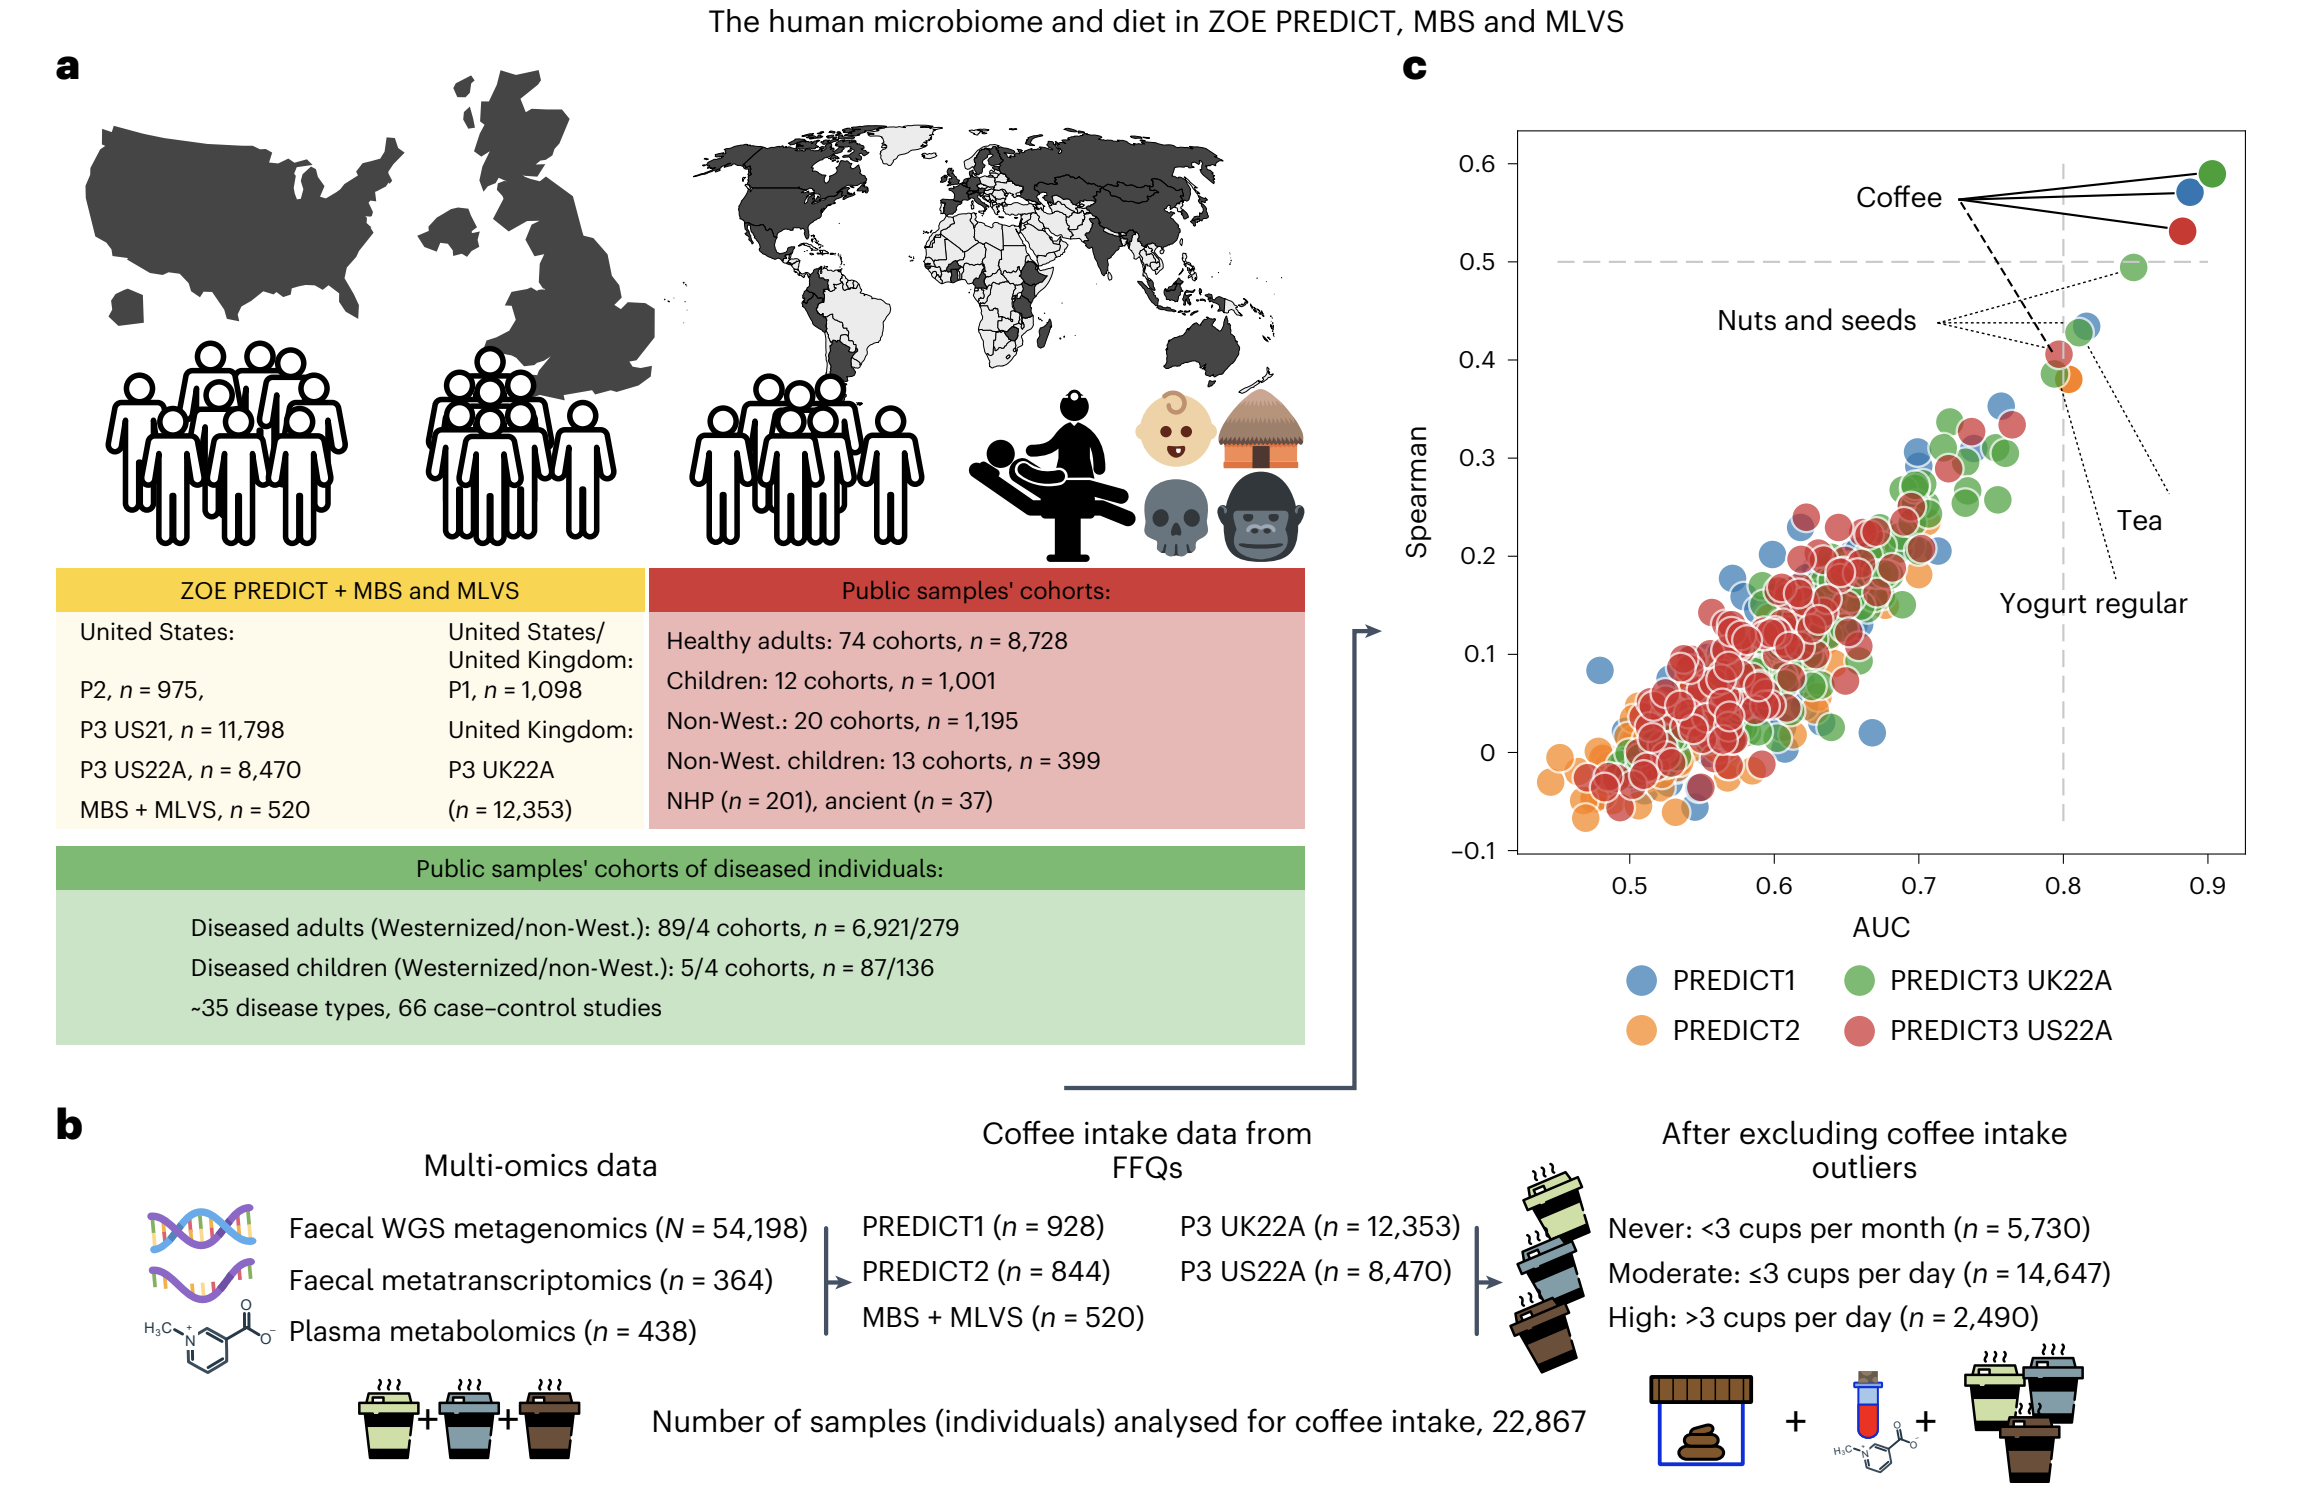 The human microbiome and diet in ZOE PREDICT, MBS and MLVS
a
ZOE PREDICT + MBS and MLVS
United States:
P2, n = 975,
P3 US21, n = 11,798
P3 US22A, n = 8,470
MBS + MLVS, n = 520
United States/
United Kingdom:
P1, n = 1,098
United Kingdom:
P3 UK22A
(n = 12,353)
Public samples' cohorts:
Healthy adults: 74 cohorts, n = 8,728
Children: 12 cohorts, n = 1,001
Non-West.: 20 cohorts, n = 1,195
Non-West. children: 13 cohorts, n = 399
NHP (n = 201), ancient (n = 37)
Public samples' cohorts of diseased individuals:
Diseased adults (Westernized/non-West.): 89/4 cohorts, n = 6,921/279
Diseased children (Westernized/non-West.): 5/4 cohorts, n = 87/136
~35 disease types, 66 case–control studies
c
Spearman
0.6
0.5
0.4
0.3
0.2
0.1
0
–0.1
Coffee
Nuts and seeds
Tea
Yogurt regular
0.5 0.6 0.7 0.8 0.9
AUC
PREDICT1
PREDICT3 UK22A
PREDICT2
PREDICT3 US22A
b
Multi-omics data
Faecal WGS metagenomics (N = 54,198)
Faecal metatranscriptomics (n = 364)
Plasma metabolomics (n = 438)
H₃C
N
+
O
O⁻
Coffee intake data from
FFQs
PREDICT1 (n = 928)
PREDICT2 (n = 844)
MBS + MLVS (n = 520)
P3 UK22A (n = 12,353)
P3 US22A (n = 8,470)
After excluding coffee intake
outliers
Never: <3 cups per month (n = 5,730)
Moderate: ≤3 cups per day (n = 14,647)
High: >3 cups per day (n = 2,490)
+ +
Number of samples (individuals) analysed for coffee intake, 22,867
+ +
H₃C
N
+
O
O⁻